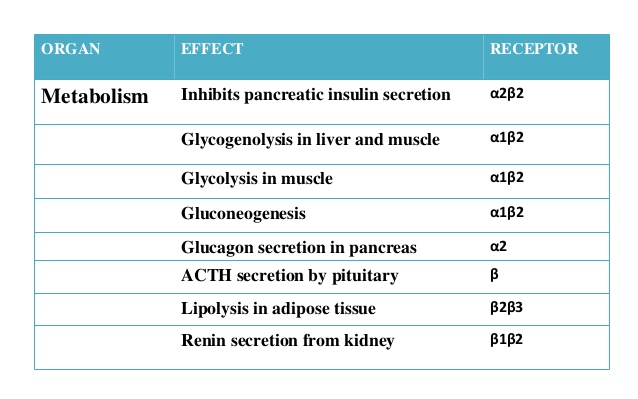 ORGAN EFFECT RECEPTOR
Metabolism Inhibits pancreatic insulin secretion α2β2
Glycogenolysis in liver and muscle α1β2
Glycolysis in muscle α1β2
Gluconeogenesis α1β2
Glucagon secretion in pancreas α2
ACTH secretion by pituitary β
Lipolysis in adipose tissue β2β3
Renin secretion from kidney β1β2